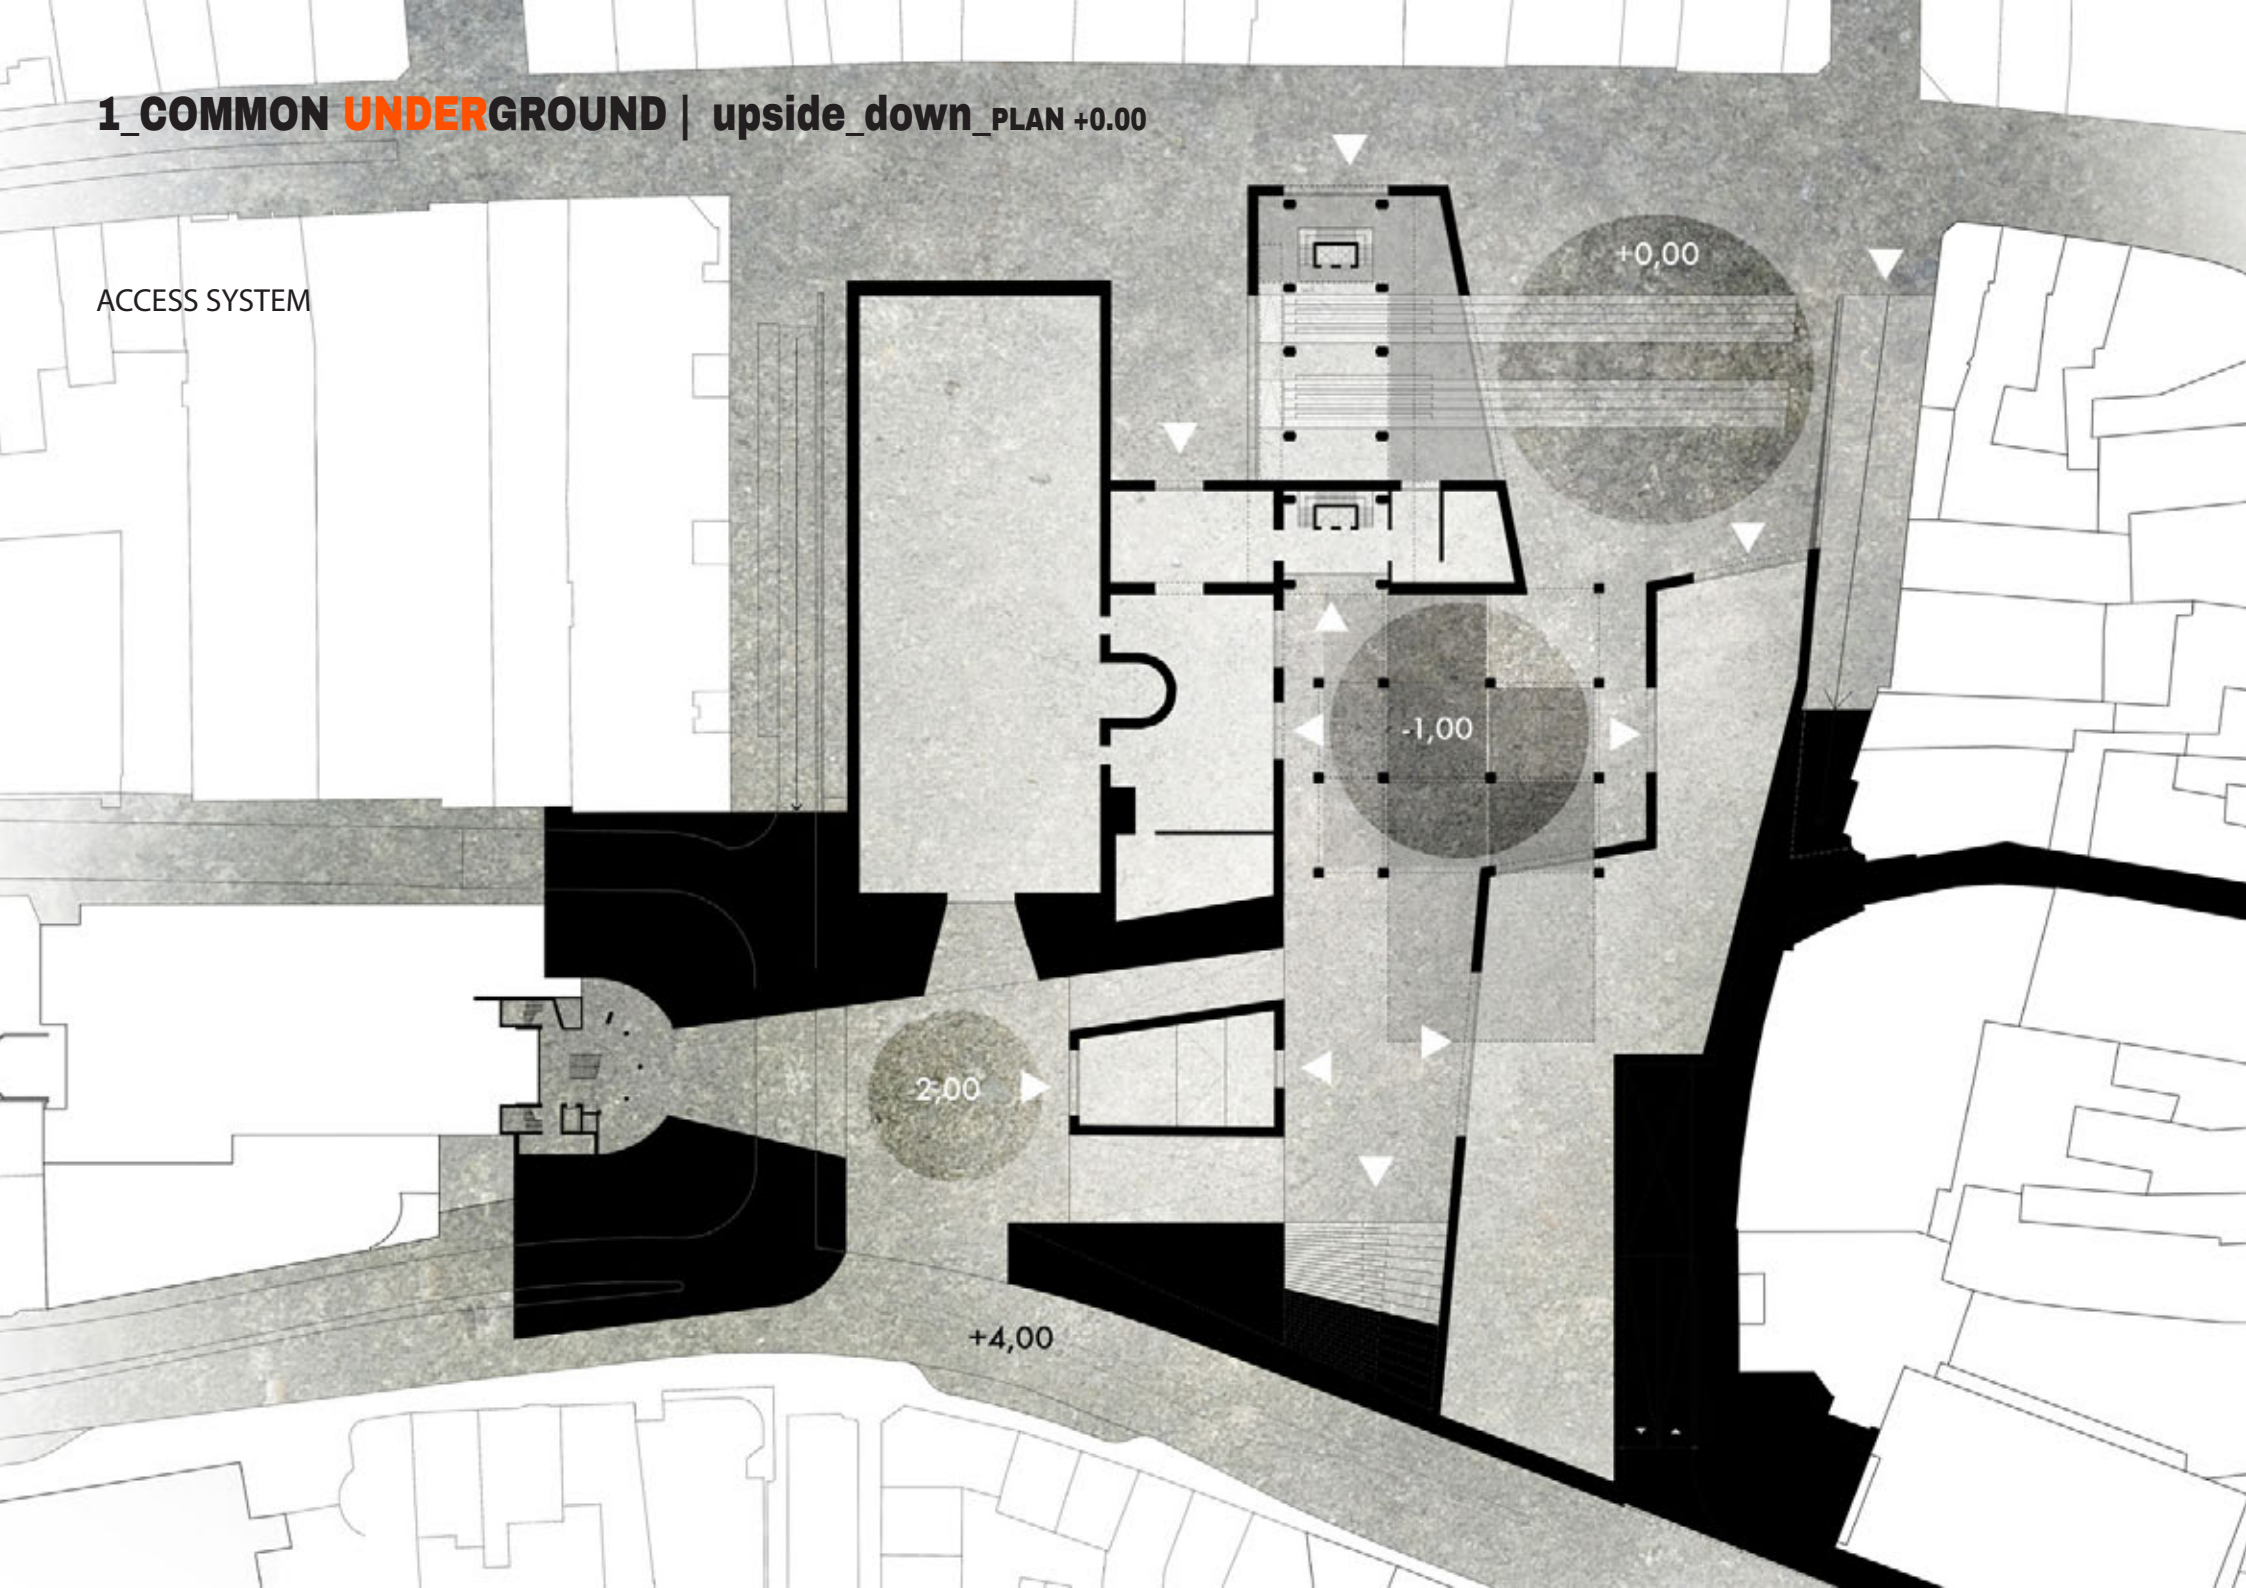 1_COMMON UNDERGROUND | upside_down_PLAN +0.00
+0,00
ACCESS SYSTEM
-1,00
-2,00
+4,00